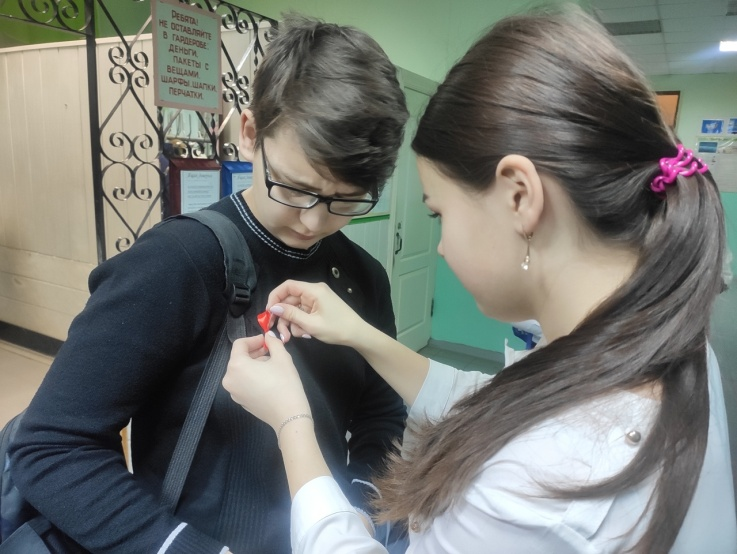 РЕБЯТА!
НЕ ОСТАВЛЯЙТЕ
В ГАРДЕРОБЕ
ДЕНЬГИ,
ПАКЕТЫ С
ВЕЩАМИ,
ШАРФЫ, ШАПКИ,
ПЕРЧАТКИ.